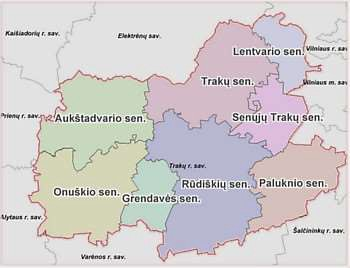 Kaišiadorių r. sav.
Elektrėnų sav.
Lentvario sen.
Vilniaus r. sav.
Trakų sen.
Vilniaus m. sav.
Prienų r. sav.
Aukštadvario sen.
Senųjų Trakų sen.
Trakų r. sav.
Onuškio sen.
Rūdiškių sen.
Paluknio sen.
Grendavės sen.
Alytaus r. sav.
Šalčininkų r. sav.
Varėnos r. sav.